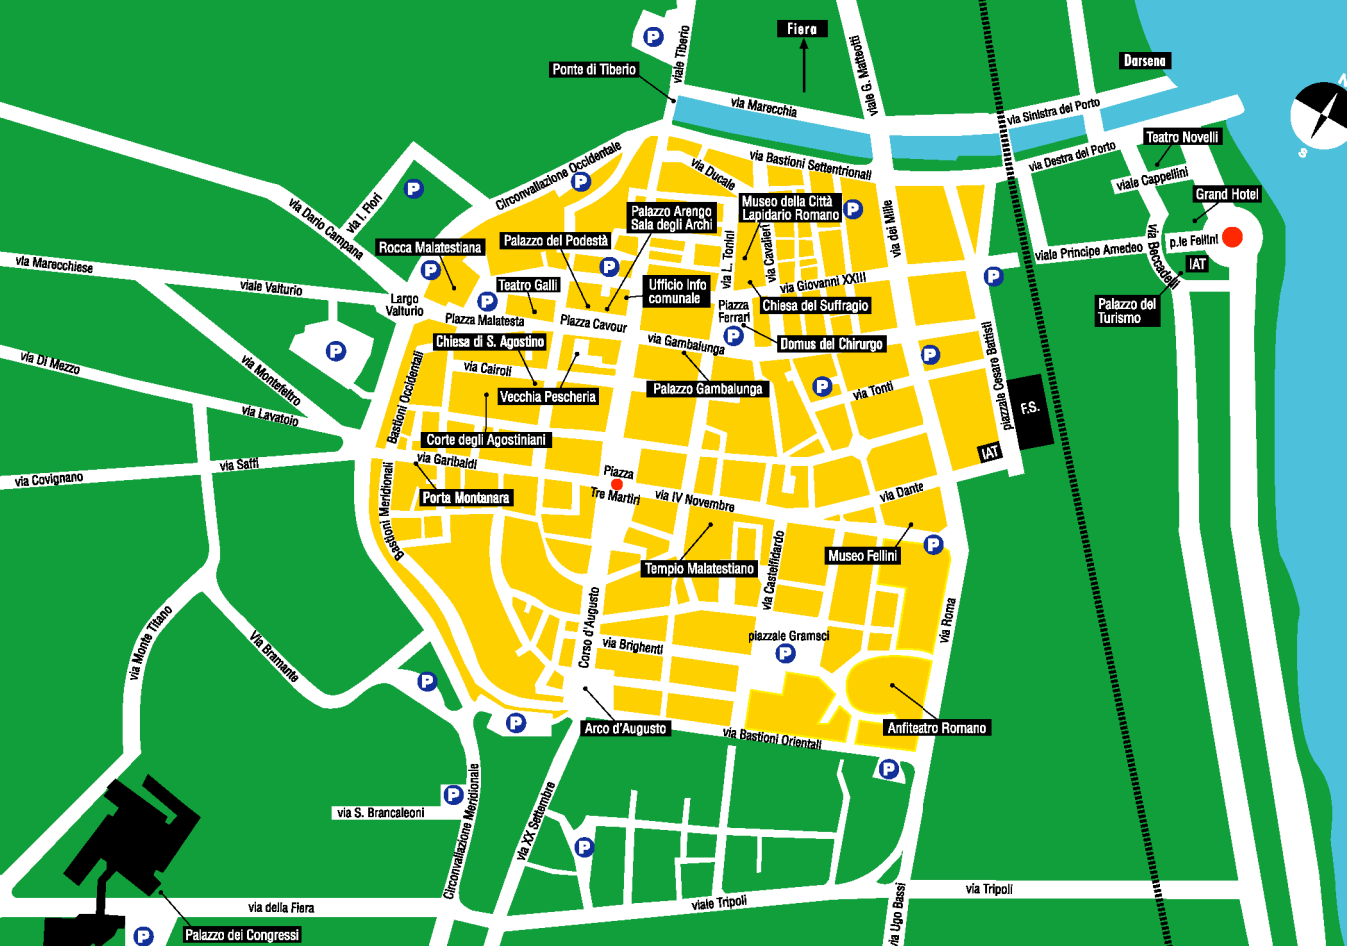 Fiera
Darsena
N
S
P
viale Tiberio
Ponte di Tiberio
viale G. Matteotti
via Marecchia
via Sinistra del Porto
Teatro Novelli
via Destra del Porto
viale Cappellini
Grand Hotel
Circonvallazione Occidentale
via Bastioni Settentrionali
via Ducale
P
P
via I. Fiori
via Dario Campana
Museo della Città
Lapidario Romano
P
Palazzo Arengo
Sala degli Archi
via dei Mille
via Beccadelli
p.le Fellini
viale Principe Amedeo
IAT
Rocca Malatestiana
Palazzo del Podestà
via L. Tonini
via Cavalieri
via Marecchiese
P
P
P
viale Valturio
Teatro Galli
Ufficio Info
comunale
via Giovanni XXIII
Palazzo del
Turismo
Largo
Valturio
P
Piazza
Ferrari
Chiesa del Suffragio
Piazza Malatesta
Piazza Cavour
P
Chiesa di S. Agostino
via Gambalunga
Domus del Chirurgo
P
P
via Di Mezzo
via Montefeltro
via Cairoli
piazzale Cesare Battisti
Bastioni Occidentali
Vecchia Pescheria
Palazzo Gambalunga
P
via Tonti
F.S.
via Lavatoio
Corte degli Agostiniani
IAT
via Saffi
via Garibaldi
Piazza
Tre Martiri
via Covignano
Porta Montanara
via IV Novembre
via Dante
Bastioni Meridionali
Museo Fellini
P
Tempio Malatestiano
via Castelfidardo
via Monte Titano
Via Bramante
Corso d'Augusto
via Brighenti
piazzale Gramsci
P
via Roma
P
P
Arco d'Augusto
Anfiteatro Romano
via Bastioni Orientali
P
P
via S. Brancaleoni
Circonvallazione Meridionale
via XX Settembre
P
via Tripoli
viale Tripoli
via Ugo Bassi
via della Fiera
Palazzo dei Congressi
P